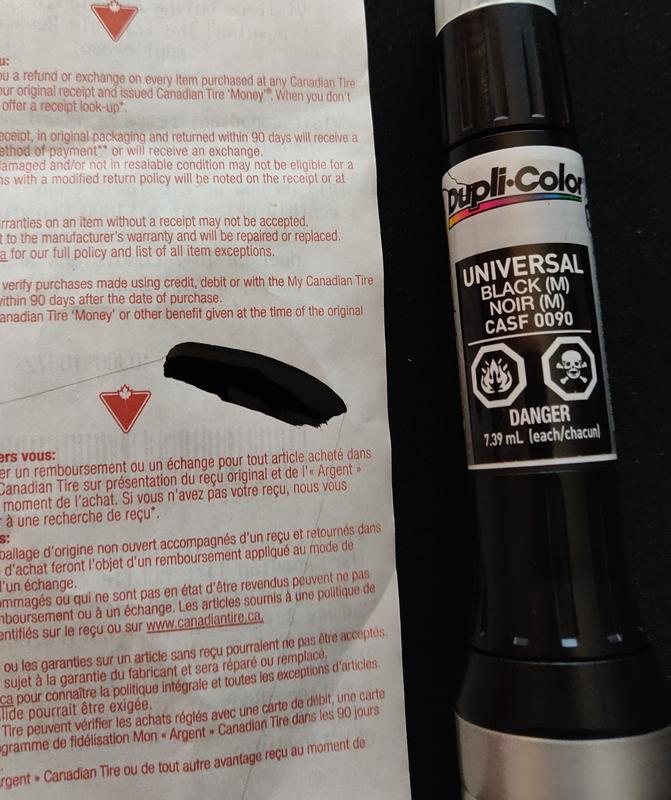 u:
ou a refund or exchange on every item purchased at any Canadian Tire
our original receipt and issued Canadian Tire 'Money'®. When you don't
offer a receipt look-up*.
eceipt, in original packaging and returned within 90 days will receive a
ethod of payment** or will receive an exchange.
damaged and/or not in resalable condition may not be eligible for a
ns with a modified return policy will be noted on the receipt or at
arranties on an item without a receipt may not be accepted.
t to the manufacturer's warranty and will be repaired or replaced.
a for our full policy and list of all item exceptions.
verify purchases made using credit, debit or with the My Canadian Tire
within 90 days after the date of purchase.
anadian Tire 'Money' or other benefit given at the time of the original
ers vous:
er un remboursement ou un échange pour tout article acheté dans
Canadian Tire sur présentation du reçu original et de l'« Argent »
moment de l'achat. Si vous n'avez pas votre reçu, nous vous
r à une recherche de reçu*.
s:
ballage d'origine non ouvert accompagnés d'un reçu et retournés dans
d'achat feront l'objet d'un remboursement appliqué au mode de
l'un échange.
ommagés ou qui ne sont pas en état d'être revendus peuvent ne pas
mboursement ou à un échange. Les articles soumis à une politique de
entifiés sur le reçu ou sur www.canadiantire.ca.
ou les garanties sur un article sans reçu pourraient ne pas être acceptés.
sujet à la garantie du fabricant et sera réparé ou remplacé.
ca pour connaître la politique intégrale et toutes les exceptions d'articles.
lide pourrait être exigée.
Tire peuvent vérifier les achats réglés avec une carte de débit, une carte
ogramme de fidélisation Mon « Argent » Canadian Tire dans les 90 jours
rgent » Canadian Tire ou de tout autre avantage reçu au moment de
Dupli-Color
UNIVERSAL
BLACK (M)
NOIR (M)
CASF 0090
DANGER
7.39 mL (each/chacun)